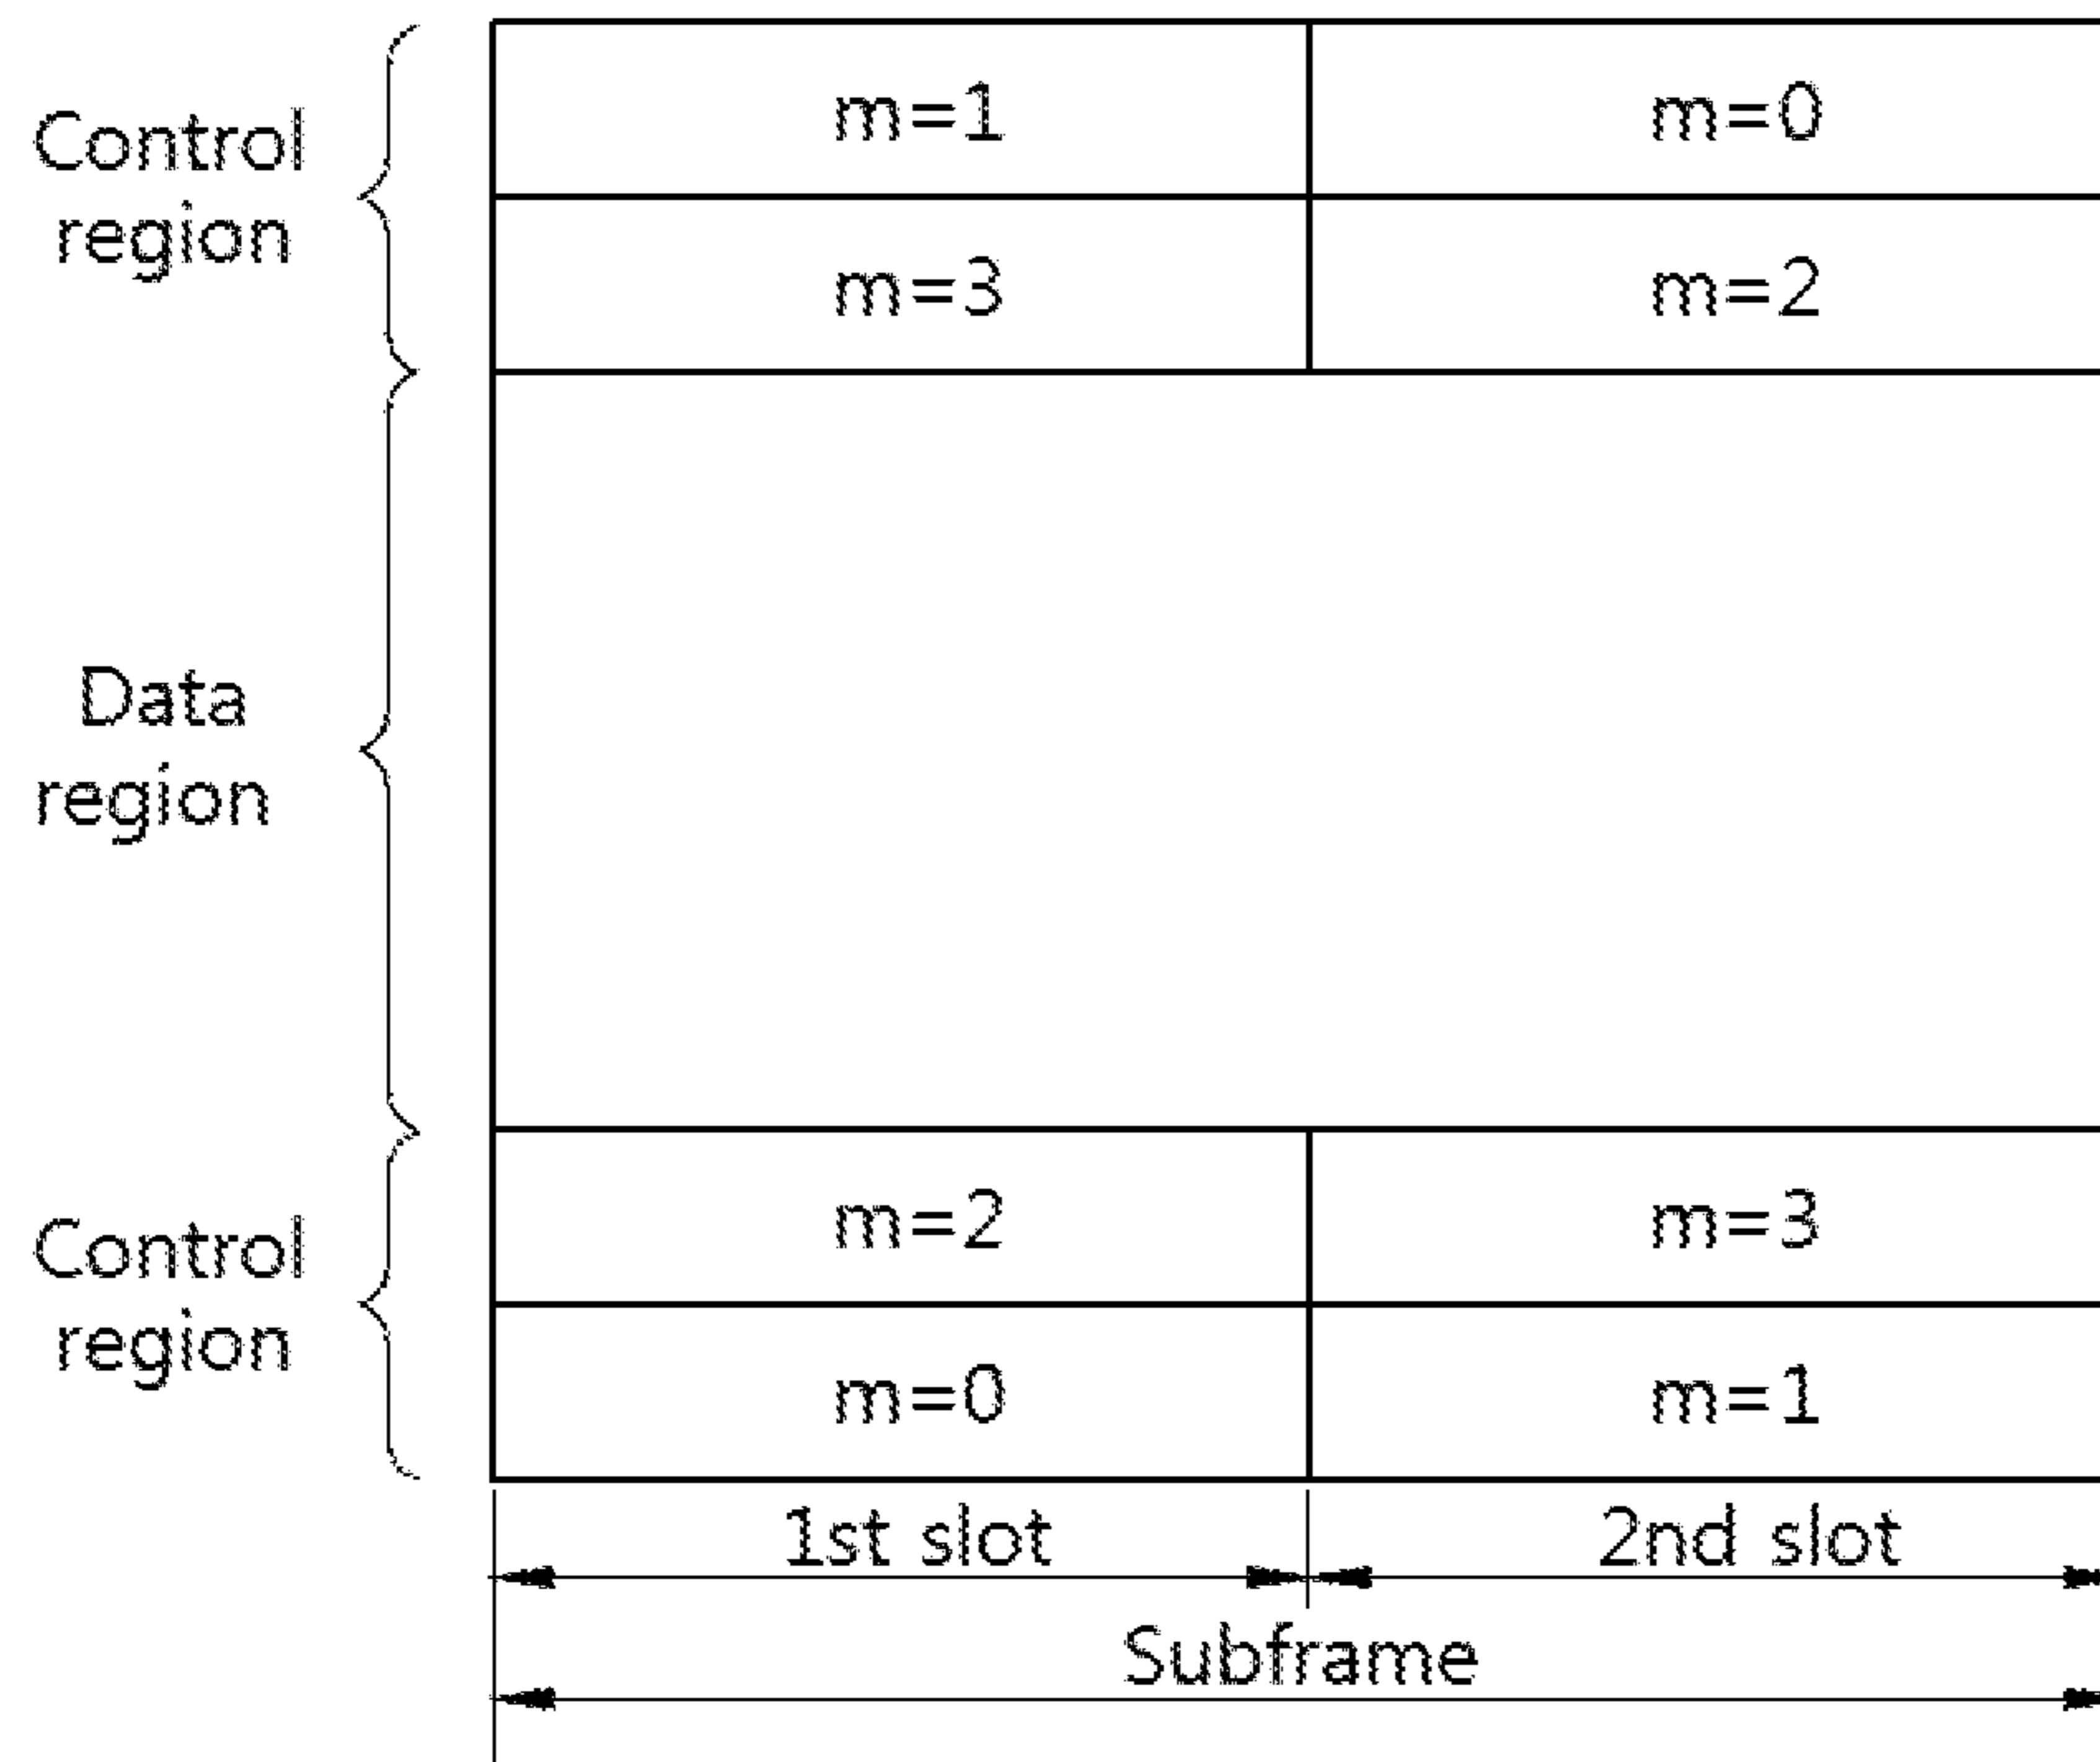 Control
region
m=1 m=0
m=3 m=2
Data
region
Control
region
m=2 m=3
m=0 m=1
1st slot 2nd slot
Subframe